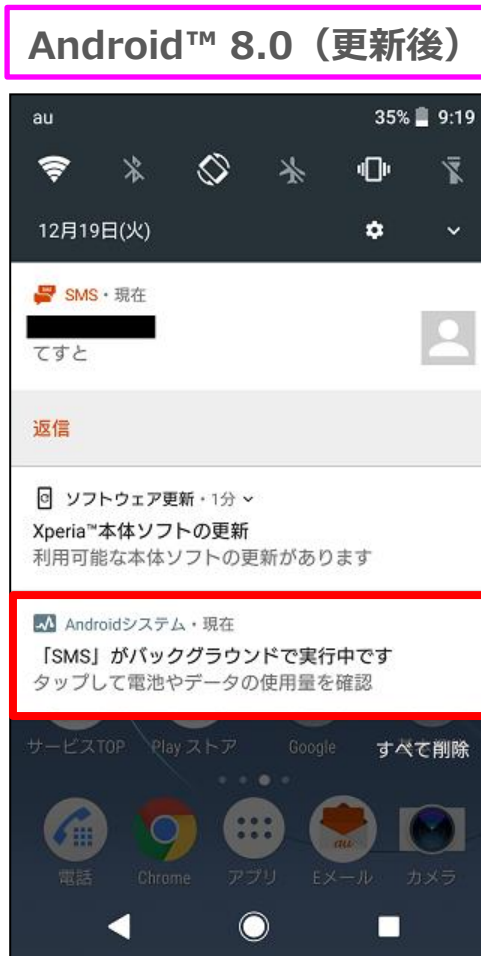 Android™ 8.0（更新後）
au 35% 9:19
12月19日(火)
SMS・現在
てすと
返信
ソフトウェア更新・1分
Xperia™本体ソフトの更新
利用可能な本体ソフトの更新があります
Androidシステム・現在
「SMS」がバックグラウンドで実行中です
タップして電池やデータの使用量を確認
サービスTOP Play ストア Google
すべて削除
au
電話 Chrome アプリ Eメール カメラ